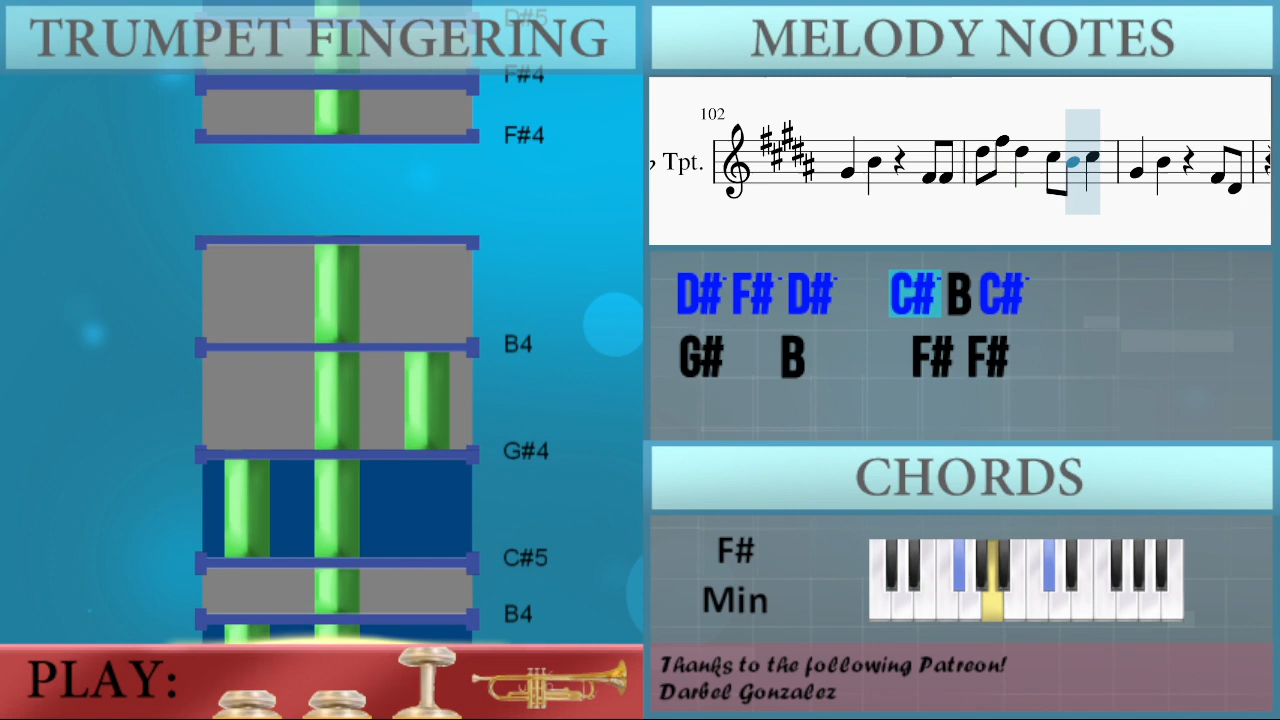 TRUMPET FINGERING
D#5
F#4
F#4
B4
G#4
C#5
B4
PLAY:
MELODY NOTES
102
♭ Tpt.
D#- F#- D#- C#- B C#-
G# B F# F#
CHORDS
F#
Min
Thanks to the following Patreon!
Darbel Gonzalez